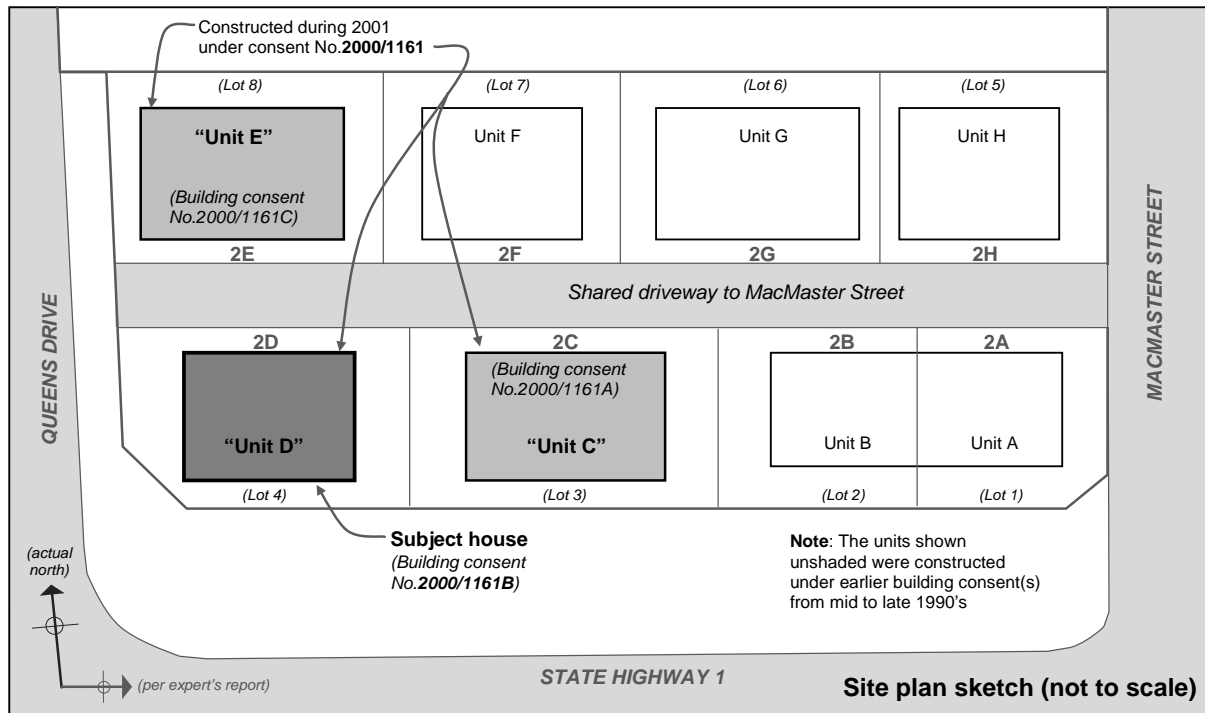 Constructed during 2001
under consent No.2000/1161
(Lot 8)
(Lot 7)
(Lot 6)
(Lot 5)
“Unit E”
Unit F
Unit G
Unit H
(Building consent
No.2000/1161C)
2E
2F
2G
2H
Shared driveway to MacMaster Street
QUEENS DRIVE
MACMASTER STREET
2D
2C
2B
2A
(Building consent
No.2000/1161A)
“Unit D”
“Unit C”
Unit B
Unit A
(Lot 4)
(Lot 3)
(Lot 2)
(Lot 1)
Subject house
(Building consent
No.2000/1161B)
Note: The units shown
unshaded were constructed
under earlier building consent(s)
from mid to late 1990's
(actual
north)
(per expert's report)
STATE HIGHWAY 1
Site plan sketch (not to scale)